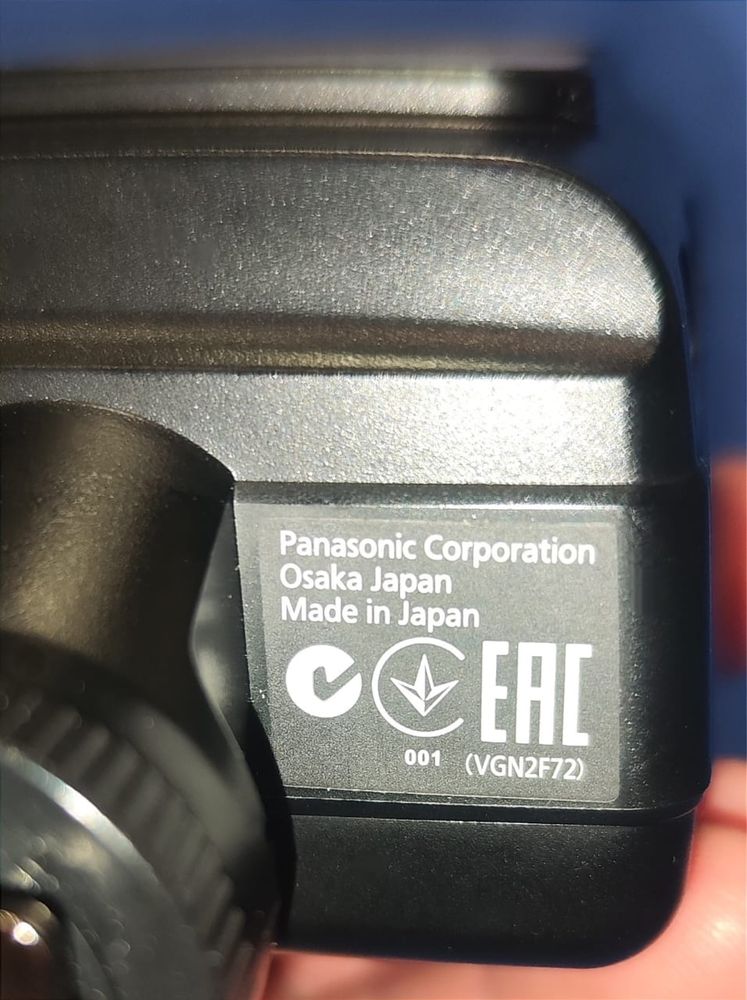 Panasonic Corporation
Osaka Japan
Made in Japan
EAC
001 (VGN2F72)